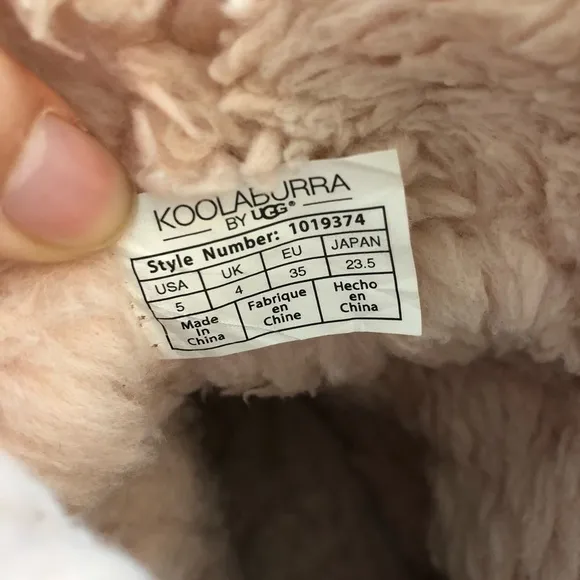 KOOLABURRA
BY UGG®
Style Number: 1019374
USA UK EU JAPAN
5 4 35 23.5
Made in China
Fabrique en Chine
Hecho en China